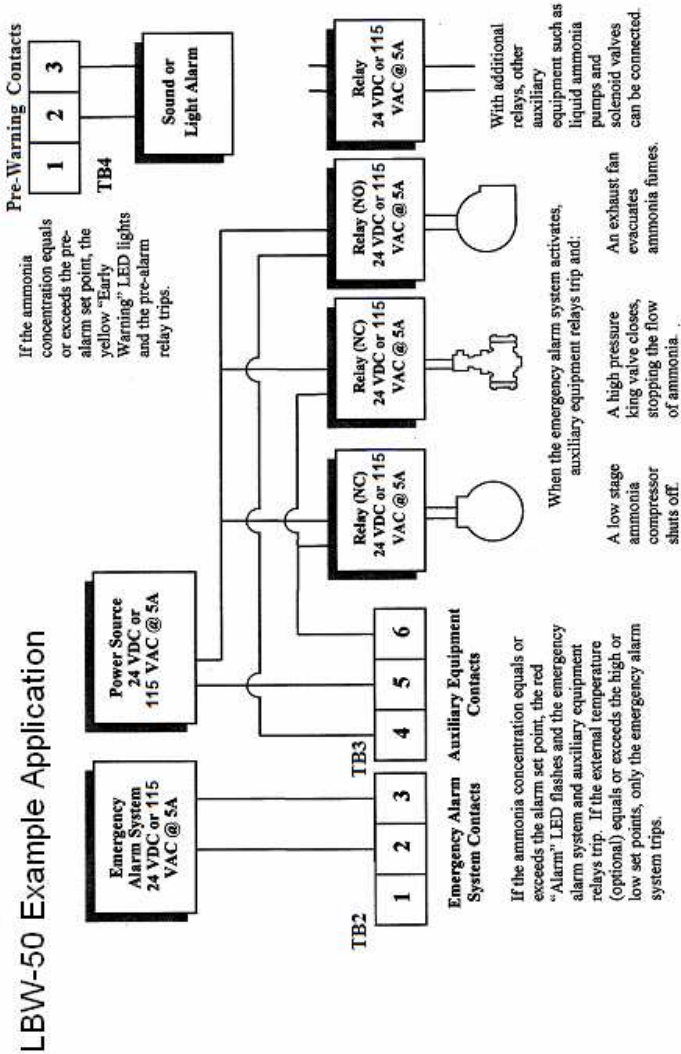 LBW-50 Example Application
Emergency
Alarm System
24 VDC or 115
VAC @ 5A
Power Source
24 VDC or
115 VAC @ 5A
If the ammonia
concentration equals
or exceeds the pre-
alarm set point, the
yellow "Early
Warning" LED lights
and the pre-alarm
relay trips.
Pre-Warning Contacts
1 2 3
TB4
Sound or
Light Alarm
TB2
1 2 3
Emergency Alarm
System Contacts
TB3
4 5 6
Auxiliary Equipment
Contacts
Relay (NC)
24 VDC or 115
VAC @ 5A
Relay (NC)
24 VDC or 115
VAC @ 5A
Relay (NO)
24 VDC or 115
VAC @ 5A
Relay
24 VDC or 115
VAC @ 5A
If the ammonia concentration equals or
exceeds the alarm set point, the red
"Alarm" LED flashes and the emergency
alarm system and auxiliary equipment
relays trip. If the external temperature
(optional) equals or exceeds the high or
low set points, only the emergency alarm
system trips.
When the emergency alarm system activates,
auxiliary equipment relays trip and:
A low stage
ammonia
compressor
shuts off.
A high pressure
king valve closes,
stopping the flow
of ammonia.
An exhaust fan
evacuates
ammonia fumes.
With additional
relays, other
auxiliary
equipment such as
liquid ammonia
pumps and
solenoid valves
can be connected.